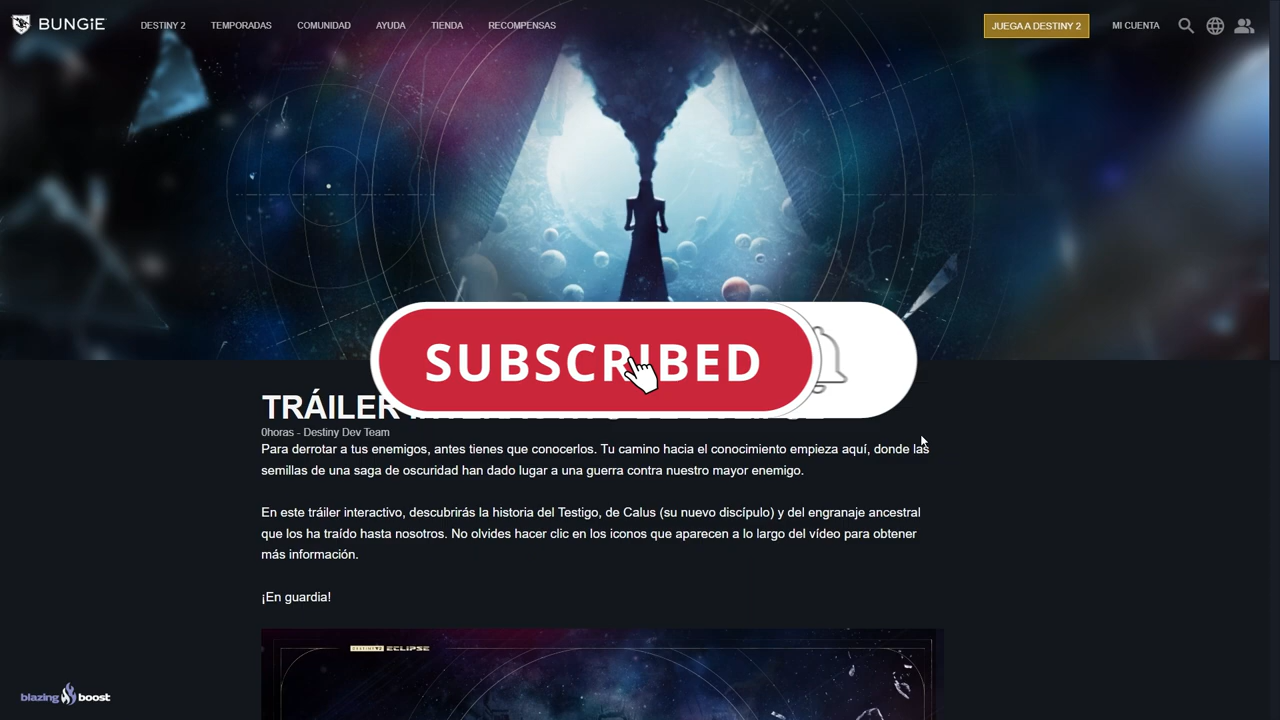 BUNGiE
DESTINY 2
TEMPORADAS
COMUNIDAD
AYUDA
TIENDA
RECOMPENSAS
JUEGA A DESTINY 2
MI CUENTA
SUBSCRIBED
TRÁILER
0horas - Destiny Dev Team
Para derrotar a tus enemigos, antes tienes que conocerlos. Tu camino hacia el conocimiento empieza aquí, donde las
semillas de una saga de oscuridad han dado lugar a una guerra contra nuestro mayor enemigo.
En este tráiler interactivo, descubrirás la historia del Testigo, de Calus (su nuevo discípulo) y del engranaje ancestral
que los ha traído hasta nosotros. No olvides hacer clic en los iconos que aparecen a lo largo del vídeo para obtener
más información.
¡En guardia!
DESTINY 2 ECLIPSE
blazing boost